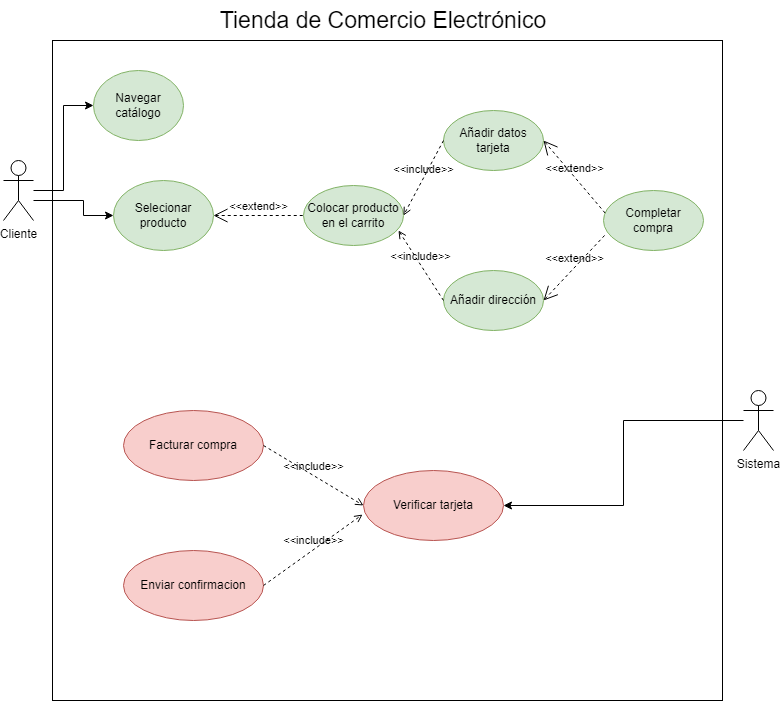 Tienda de Comercio Electrónico
Navegar
catálogo
Cliente
Selecionar
producto
<<extend>>
Colocar producto
en el carrito
<<include>>
<<include>>
Añadir datos
tarjeta
Añadir dirección
<<extend>>
<<extend>>
Completar
compra
Sistema
Facturar compra
<<include>>
Verificar tarjeta
<<include>>
Enviar confirmacion